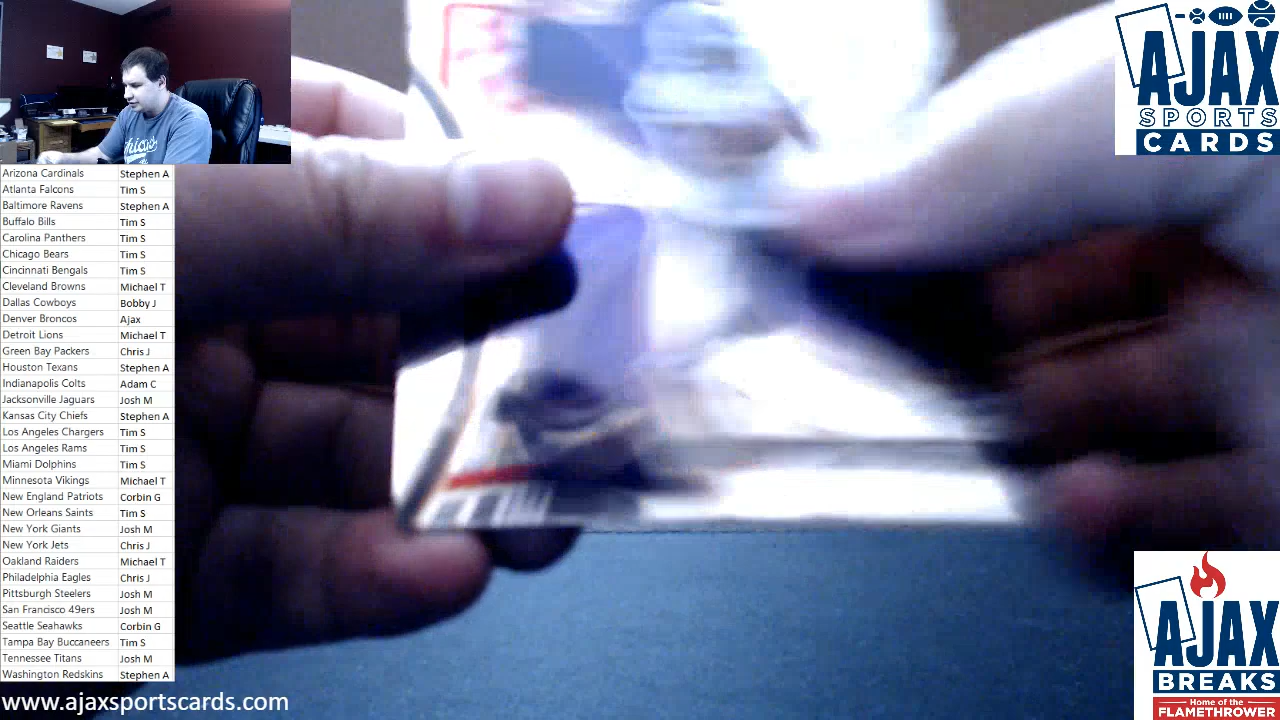 Arizona Cardinals Stephen A
Atlanta Falcons Tim S
Baltimore Ravens Stephen A
Buffalo Bills Tim S
Carolina Panthers Tim S
Chicago Bears Tim S
Cincinnati Bengals Tim S
Cleveland Browns Michael T
Dallas Cowboys Bobby J
Denver Broncos Ajax
Detroit Lions Michael T
Green Bay Packers Chris J
Houston Texans Stephen A
Indianapolis Colts Adam C
Jacksonville Jaguars Josh M
Kansas City Chiefs Stephen A
Los Angeles Chargers Tim S
Los Angeles Rams Tim S
Miami Dolphins Tim S
Minnesota Vikings Michael T
New England Patriots Corbin G
New Orleans Saints Tim S
New York Giants Josh M
New York Jets Chris J
Oakland Raiders Michael T
Philadelphia Eagles Chris J
Pittsburgh Steelers Josh M
San Francisco 49ers Josh M
Seattle Seahawks Corbin G
Tampa Bay Buccaneers Tim S
Tennessee Titans Josh M
Washington Redskins Stephen A
www.ajaxsportscards.com
AJAX
SPORTS
CARDS
AJAX
BREAKS
Home of the
FLAMETHROWER